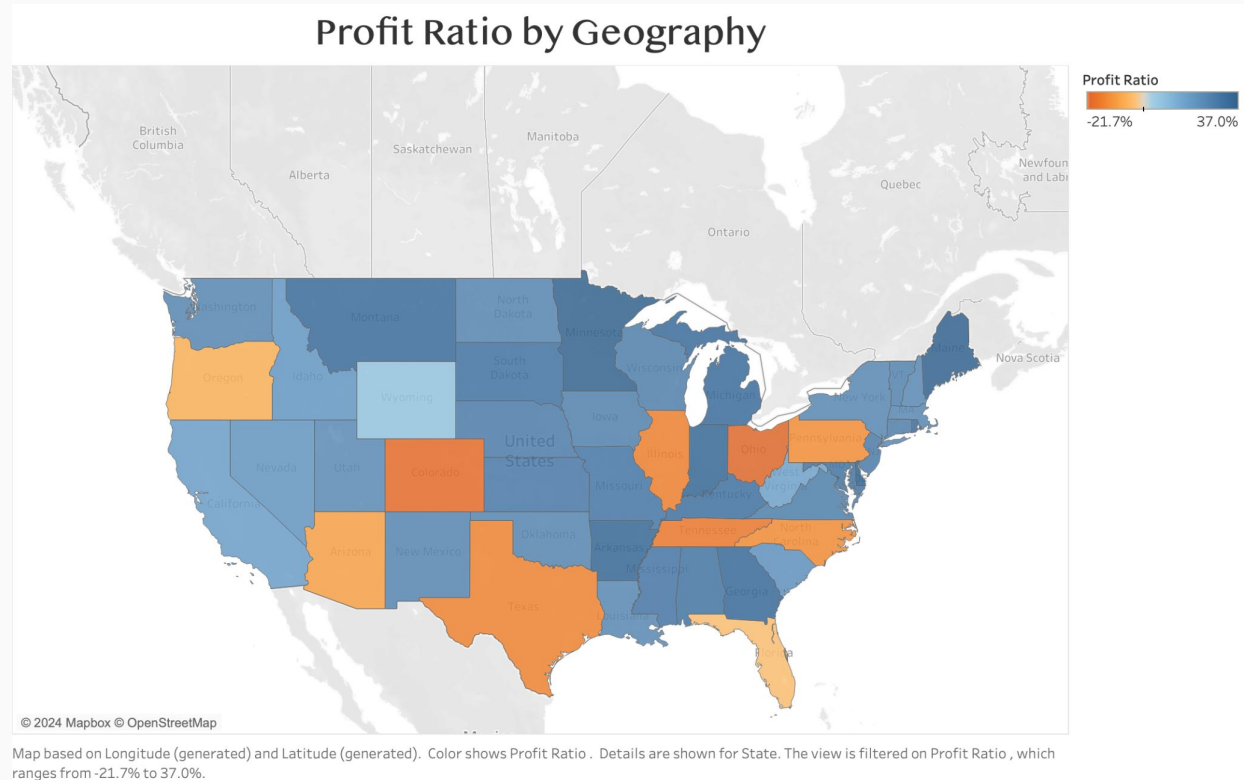 Profit Ratio by Geography
Profit Ratio
-21.7% 37.0%
British
Columbia
Alberta
Saskatchewan
Manitoba
Ontario
Quebec
Newfoun
and Labr
Nova Scotia
Washington
Montana
North
Dakota
Minnesota
Maine
Oregon
Idaho
Wyoming
South
Dakota
Wisconsin
Michigan
VT
New York
MA
Iowa
Nevada
Utah
Colorado
United
States
Illinois
Ohio
Pennsylvania
California
Missouri
Kentucky
West
Virginia
Arizona
New Mexico
Oklahoma
Arkansas
Tennessee
North
Carolina
Texas
Mississippi
Georgia
Louisiana
Florida
© 2024 Mapbox © OpenStreetMap
Map based on Longitude (generated) and Latitude (generated). Color shows Profit Ratio . Details are shown for State. The view is filtered on Profit Ratio , which
ranges from -21.7% to 37.0%.